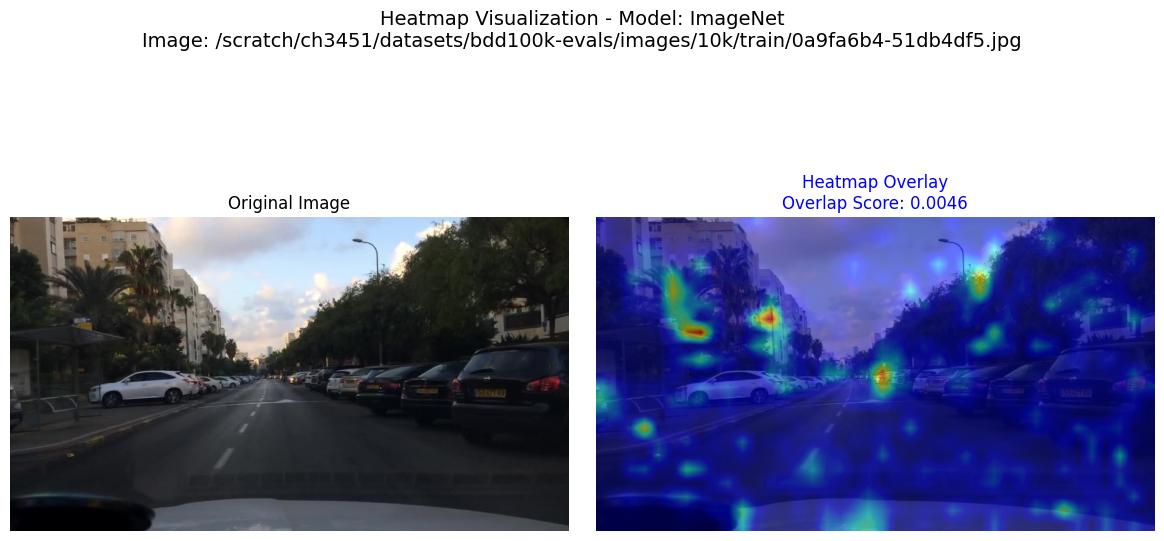 Heatmap Visualization - Model: ImageNet
Image: /scratch/ch3451/datasets/bdd100k-evals/images/10k/train/0a9fa6b4-51db4df5.jpg
Original Image
Heatmap Overlay
Overlap Score: 0.0046